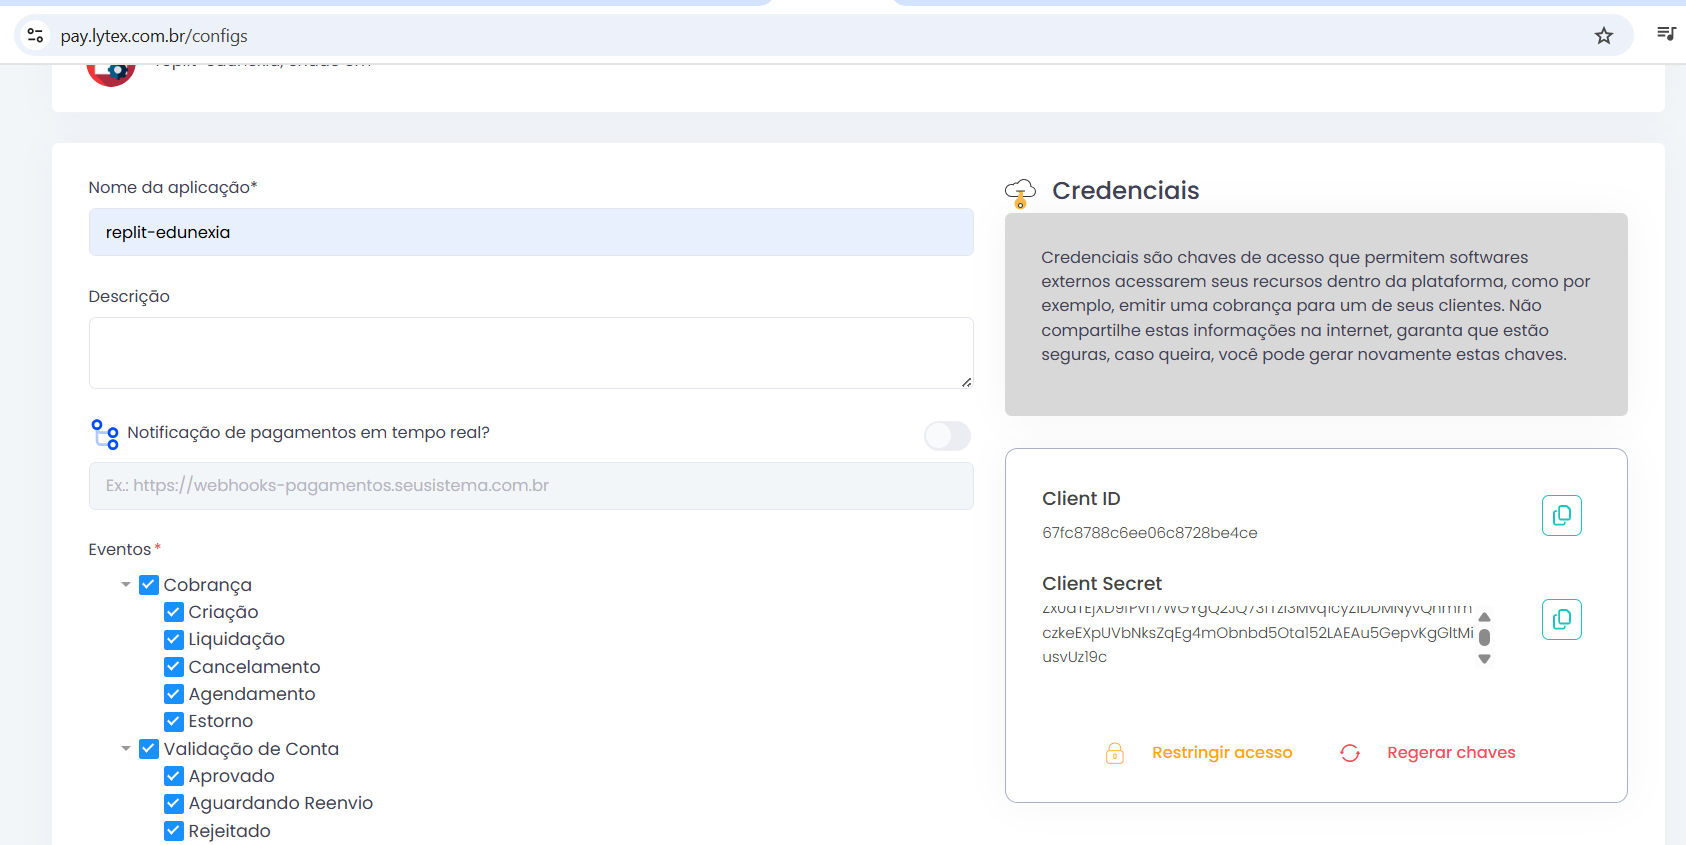 pay.lytex.com.br/configs
Nome da aplicação*
replit-edunexia
Descrição
Notificação de pagamentos em tempo real?
Ex.: https://webhooks-pagamentos.seusistema.com.br
Eventos*
Cobrança
Criação
Liquidação
Cancelamento
Agendamento
Estorno
Validação de Conta
Aprovado
Aguardando Reenvio
Rejeitado
Credenciais
Credenciais são chaves de acesso que permitem softwares
externos acessarem seus recursos dentro da plataforma, como por
exemplo, emitir uma cobrança para um de seus clientes. Não
compartilhe estas informações na internet, garanta que estão
seguras, caso queira, você pode gerar novamente estas chaves.
Client ID
67fc8788c6ee06c8728be4ce
Client Secret
czkeEXpUVbNksZqEg4mObnbd5Ota152LAEAu5GepvKgGltMi
usvUz19c
Restringir acesso
Regerar chaves